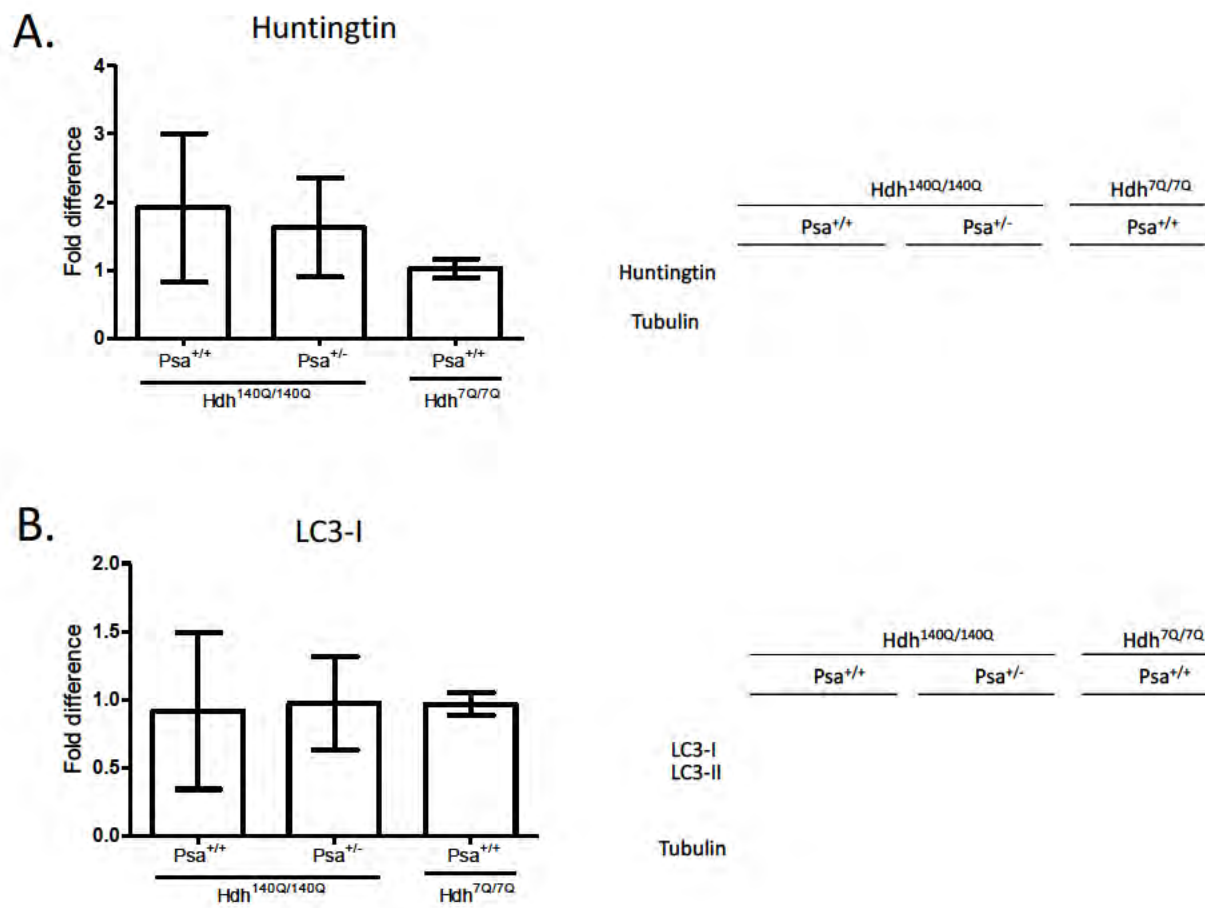 A.
Huntingtin
Fold difference
4
3
2
1
0
Psa+/+ Psa+/- Psa+/+
Hdh140Q/140Q Hdh7Q/7Q
Hdh140Q/140Q Hdh7Q/7Q
Psa+/+ Psa+/- Psa+/+
Huntingtin
Tubulin
B.
LC3-I
Fold difference
2.0
1.5
1.0
0.5
0.0
Psa+/+ Psa+/- Psa+/+
Hdh140Q/140Q Hdh7Q/7Q
Hdh140Q/140Q Hdh7Q/7Q
Psa+/+ Psa+/- Psa+/+
LC3-I
LC3-II
Tubulin